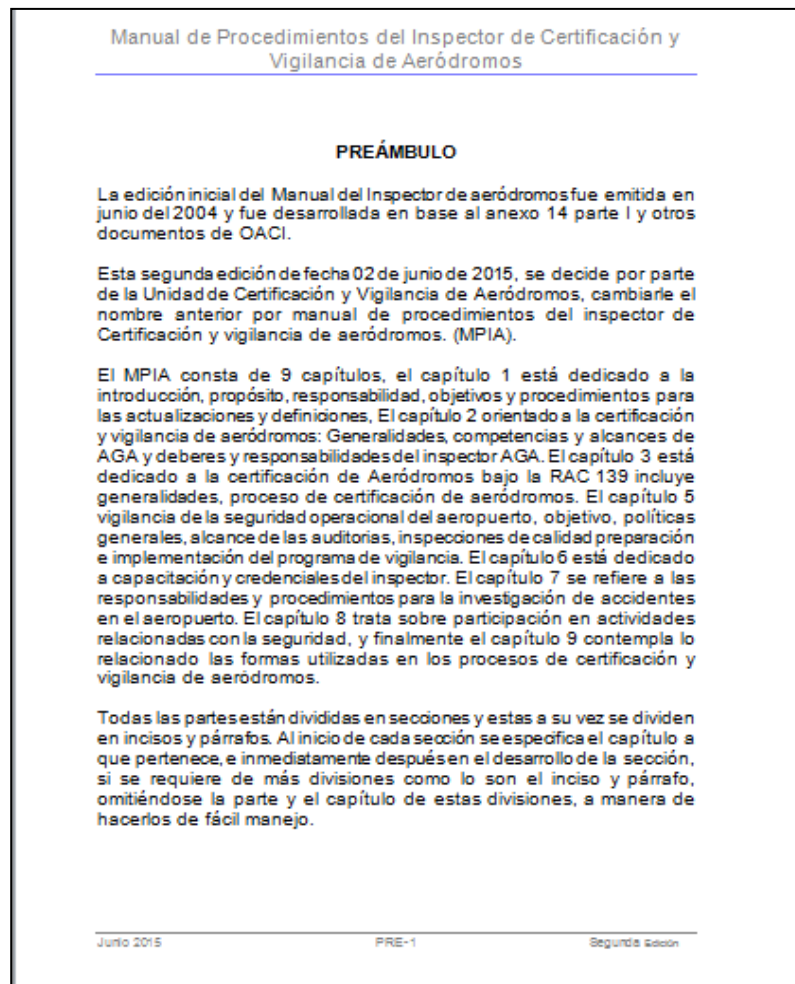 Manual de Procedimientos del Inspector de Certificación y
Vigilancia de Aeródromos
PREÁMBULO
La edición inicial del Manual del Inspector de aeródromos fue emitida en
junio del 2004 y fue desarrollada en base al anexo 14 parte I y otros
documentos de OACI.
Esta segunda edición de fecha 02 de junio de 2015, se decide por parte
de la Unidad de Certificación y Vigilancia de Aeródromos, cambiarle el
nombre anterior por manual de procedimientos del inspector de
Certificación y vigilancia de aeródromos. (MPIA).
El MPIA consta de 9 capítulos, el capítulo 1 está dedicado a la
introducción, propósito, responsabilidad, objetivos y procedimientos para
las actualizaciones y definiciones, El capítulo 2 orientado a la certificación
y vigilancia de aeródromos: Generalidades, competencias y alcances de
AGA y deberes y responsabilidades del inspector AGA. El capítulo 3 está
dedicado a la certificación de Aeródromos bajo la RAC 139 incluye
generalidades, proceso de certificación de aeródromos. El capítulo 5
vigilancia de la seguridad operacional del aeropuerto, objetivo, políticas
generales, alcance de las auditorias, inspecciones de calidad preparación
e implementación del programa de vigilancia. El capítulo 6 está dedicado
a capacitación y credenciales del inspector. El capítulo 7 se refiere a las
responsabilidades y procedimientos para la investigación de accidentes
en el aeropuerto. El capítulo 8 trata sobre participación en actividades
relacionadas con la seguridad, y finalmente el capítulo 9 contempla lo
relacionado las formas utilizadas en los procesos de certificación y
vigilancia de aeródromos.
Todas las partes están divididas en secciones y estas a su vez se dividen
en incisos y párrafos. Al inicio de cada sección se especifica el capítulo a
que pertenece, e inmediatamente después en el desarrollo de la sección,
si se requiere de más divisiones como lo son el inciso y párrafo,
omitiéndose la parte y el capítulo de estas divisiones, a manera de
hacerlos de fácil manejo.
Junio 2015 PRE-1 Segunda Edición